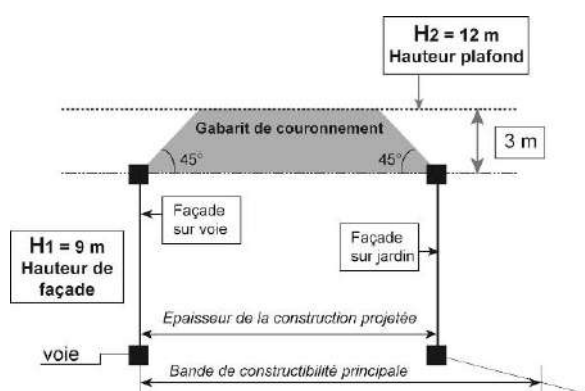 H2 = 12 m
Hauteur plafond
Gabarit de couronnement
3 m
45°
45°
Façade
sur voie
H1 = 9 m
Hauteur de
façade
Façade
sur jardin
Epaisseur de la construction projetée
voie
Bande de constructibilité principale